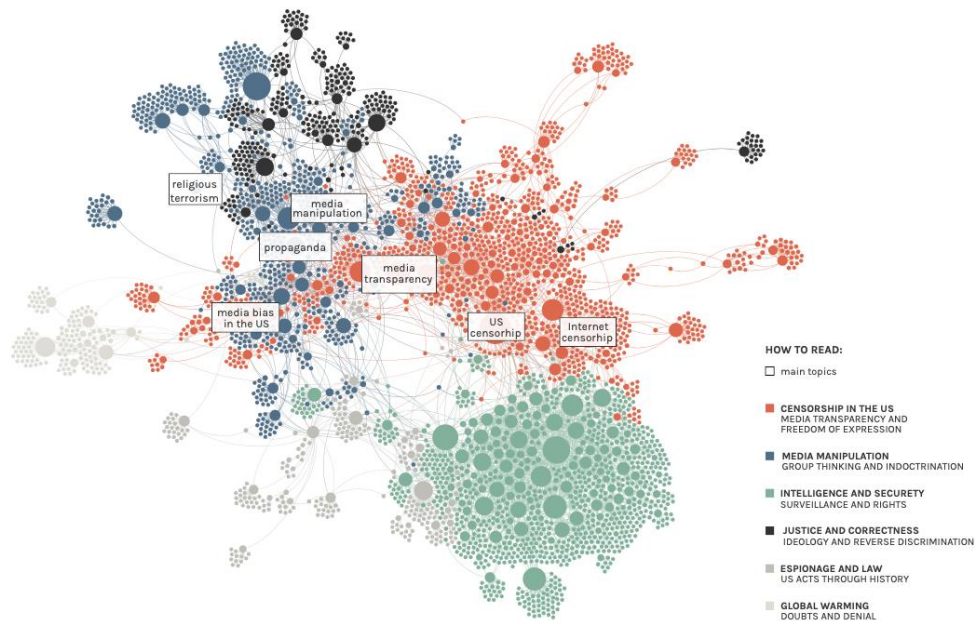 religious
terrorism
media
manipulation
propaganda
media
transparency
media bias
in the US
US
censorhip
Internet
censorhip
HOW TO READ:
main topics
CENSORSHIP IN THE US
MEDIA TRANSPARENCY AND
FREEDOM OF EXPRESSION
MEDIA MANIPULATION
GROUP THINKING AND INDOCTRINATION
INTELLIGENCE AND SECURETY
SURVEILLANCE AND RIGHTS
JUSTICE AND CORRECTNESS
IDEOLOGY AND REVERSE DISCRIMINATION
ESPIONAGE AND LAW
US ACTS THROUGH HISTORY
GLOBAL WARMING
DOUBTS AND DENIAL